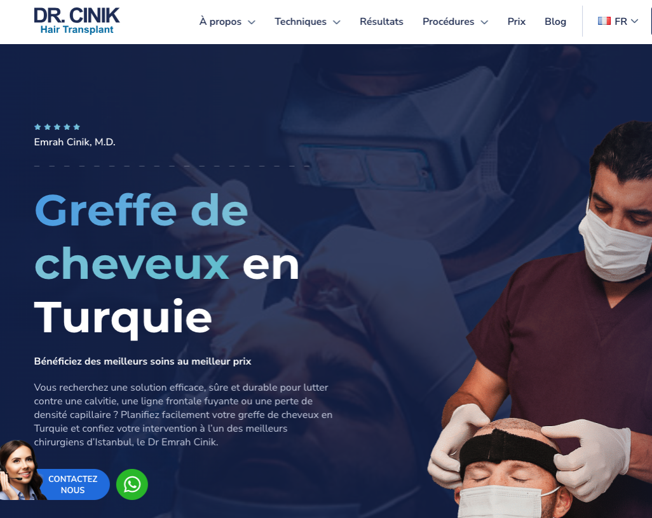 DR. CINIK
Hair Transplant
À propos Techniques Résultats Procédures Prix Blog FR
Emrah Cinik, M.D.
Greffe de
cheveux en
Turquie
Bénéficiez des meilleurs soins au meilleur prix
Vous recherchez une solution efficace, sûre et durable pour lutter
contre une calvitie, une ligne frontale fuyante ou une perte de
densité capillaire ? Planifiez facilement votre greffe de cheveux en
Turquie et confiez votre intervention à l'un des meilleurs
chirurgiens d'Istanbul, le Dr Emrah Cinik.
CONTACTEZ
NOUS